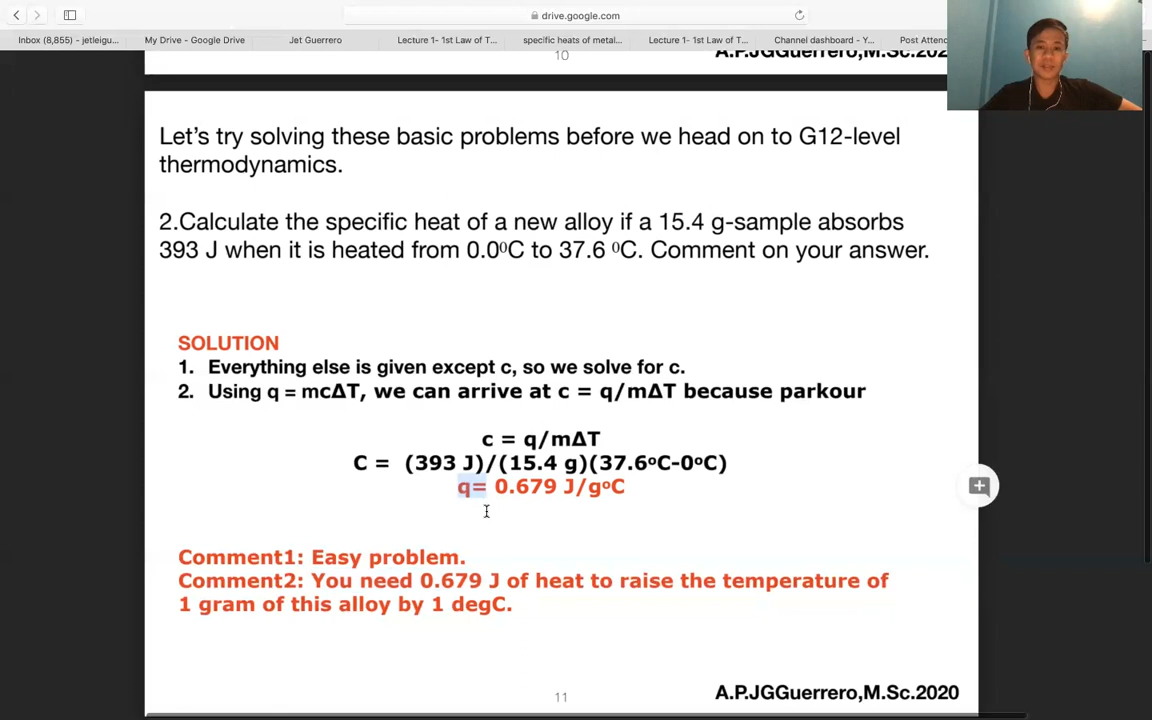 drive.google.com
Inbox (8,855) — jetleigu...
My Drive - Google Drive
Jet Guerrero
Lecture 1- 1st Law of T...
specific heats of metal...
Lecture 1- 1st Law of T...
Channel dashboard - Y...
Post Attend
10
A.P.JGGuerrero,M.Sc.202
Let's try solving these basic problems before we head on to G12-level
thermodynamics.
2.Calculate the specific heat of a new alloy if a 15.4 g-sample absorbs
393 J when it is heated from 0.0⁰C to 37.6 ⁰C. Comment on your answer.
SOLUTION
1. Everything else is given except c, so we solve for c.
2. Using q = mcΔT, we can arrive at c = q/mΔT because parkour
c = q/mΔT
C = (393 J)/(15.4 g)(37.6ºC-0ºC)
q= 0.679 J/gºC
Comment1: Easy problem.
Comment2: You need 0.679 J of heat to raise the temperature of
1 gram of this alloy by 1 degC.
11
A.P.JGGuerrero,M.Sc.2020